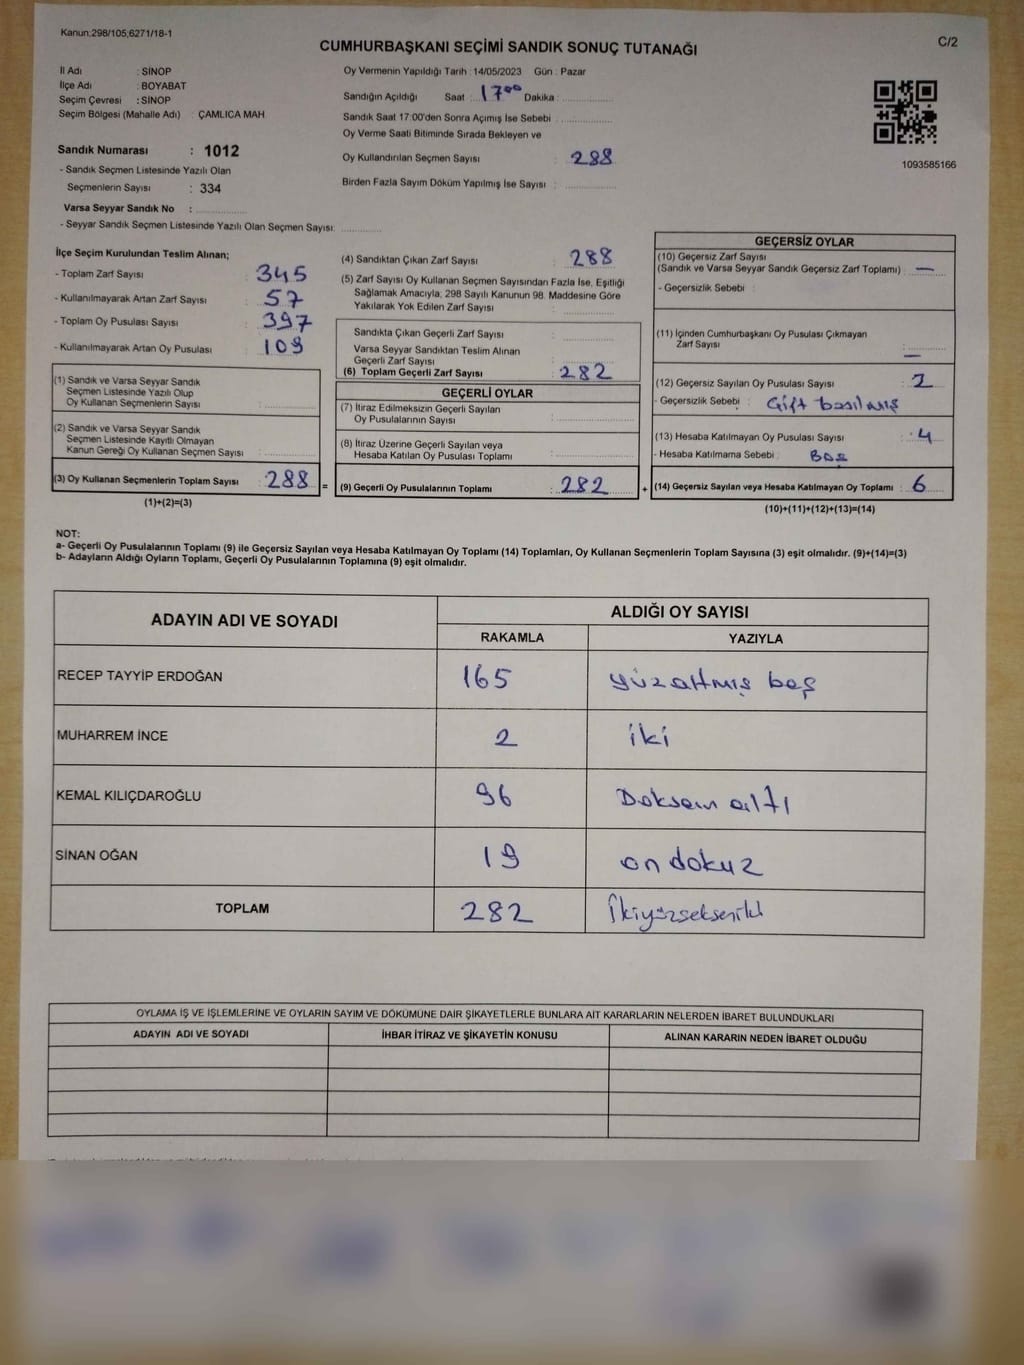 Kanun:298/105;6271/18-1
C/2
CUMHURBAŞKANI SEÇİMİ SANDIK SONUÇ TUTANAĞI
İl Adı : SİNOP
İlçe Adı : BOYABAT
Seçim Çevresi : SİNOP
Seçim Bölgesi (Mahalle Adı) : ÇAMLICA MAH
Sandık Numarası : 1012
- Sandık Seçmen Listesinde Yazılı Olan
Seçmenlerin Sayısı : 334
Varsa Seyyar Sandık No :
- Seyyar Sandık Seçmen Listesinde Yazılı Olan Seçmen Sayısı:
Oy Vermenin Yapıldığı Tarih : 14/05/2023 Gün : Pazar
Sandığın Açıldığı Saat : 17⁰⁰ Dakika :
Sandık Saat 17:00'den Sonra Açımış İse Sebebi :
Oy Verme Saati Bitiminde Sırada Bekleyen ve
Oy Kullandırılan Seçmen Sayısı : 288
Birden Fazla Sayım Döküm Yapılmış İse Sayısı :
1093585166
İlçe Seçim Kurulundan Teslim Alınan;
- Toplam Zarf Sayısı : 345
- Kullanılmayarak Artan Zarf Sayısı : 57
- Toplam Oy Pusulası Sayısı : 397
- Kullanılmayarak Artan Oy Pusulası : 109
(1) Sandık ve Varsa Seyyar Sandık
Seçmen Listesinde Yazılı Olup
Oy Kullanan Seçmenlerin Sayısı :
(2) Sandık ve Varsa Seyyar Sandık
Seçmen Listesinde Kayıtlı Olmayan
Kanun Gereği Oy Kullanan Seçmen Sayısı :
(3) Oy Kullanan Seçmenlerin Toplam Sayısı : 288 =
(1)+(2)=(3)
(4) Sandıktan Çıkan Zarf Sayısı : 288
(5) Zarf Sayısı Oy Kullanan Seçmen Sayısından Fazla İse, Eşitliği
Sağlamak Amacıyla, 298 Sayılı Kanunun 98. Maddesine Göre
Yakılarak Yok Edilen Zarf Sayısı :
Sandıkta Çıkan Geçerli Zarf Sayısı :
Varsa Seyyar Sandıktan Teslim Alınan
Geçerli Zarf Sayısı :
(6) Toplam Geçerli Zarf Sayısı : 282
GEÇERLİ OYLAR
(7) İtiraz Edilmeksizin Geçerli Sayılan
Oy Pusulalarının Sayısı :
(8) İtiraz Üzerine Geçerli Sayılan veya
Hesaba Katılan Oy Pusulası Toplamı :
(9) Geçerli Oy Pusulalarının Toplamı : 282 +
GEÇERSİZ OYLAR
(10) Geçersiz Zarf Sayısı
(Sandık ve Varsa Seyyar Sandık Geçersiz Zarf Toplamı) : —
- Geçersizlik Sebebi :
(11) İçinden Cumhurbaşkanı Oy Pusulası Çıkmayan
Zarf Sayısı : —
(12) Geçersiz Sayılan Oy Pusulası Sayısı : 2
- Geçersizlik Sebebi : Çift basılmış
(13) Hesaba Katılmayan Oy Pusulası Sayısı : 4
- Hesaba Katılmama Sebebi : Boş
(14) Geçersiz Sayılan veya Hesaba Katılmayan Oy Toplamı : 6
(10)+(11)+(12)+(13)=(14)
NOT:
a- Geçerli Oy Pusulalarının Toplamı (9) ile Geçersiz Sayılan veya Hesaba Katılmayan Oy Toplamı (14) Toplamları, Oy Kullanan Seçmenlerin Toplam Sayısına (3) eşit olmalıdır. (9)+(14)=(3)
b- Adayların Aldığı Oyların Toplamı, Geçerli Oy Pusulalarının Toplamına (9) eşit olmalıdır.
ADAYIN ADI VE SOYADI ALDIĞI OY SAYISI
RAKAMLA YAZIYLA
RECEP TAYYİP ERDOĞAN 165 yüzaltmış beş
MUHARREM İNCE 2 iki
KEMAL KILIÇDAROĞLU 96 Doksan altı
SİNAN OĞAN 19 on dokuz
TOPLAM 282 İkiyüzsekseniki
OYLAMA İŞ VE İŞLEMLERİNE VE OYLARIN SAYIM VE DÖKÜMÜNE DAİR ŞİKAYETLERLE BUNLARA AİT KARARLARIN NELERDEN İBARET BULUNDUKLARI
ADAYIN ADI VE SOYADI İHBAR İTİRAZ VE ŞİKAYETİN KONUSU ALINAN KARARIN NEDEN İBARET OLDUĞU